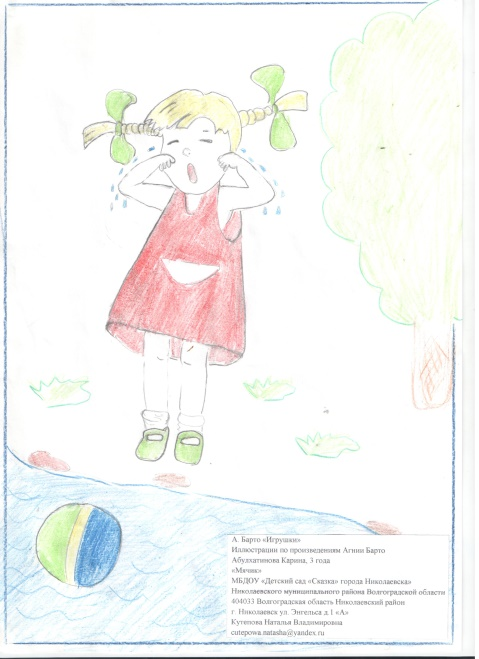 А. Барто «Игрушки»
Иллюстрации по произведениям Агнии Барто
Абулхатинова Карина, 3 года
«Мячик»
МБДОУ «Детский сад «Сказка» города Николаевска»
Николаевского муниципального района Волгоградской области
404033 Волгоградская область Николаевский район
г. Николаевск ул. Энгельса д.1 «А»
Кутепова Наталья Владимировна
cutepowa.natasha@yandex.ru